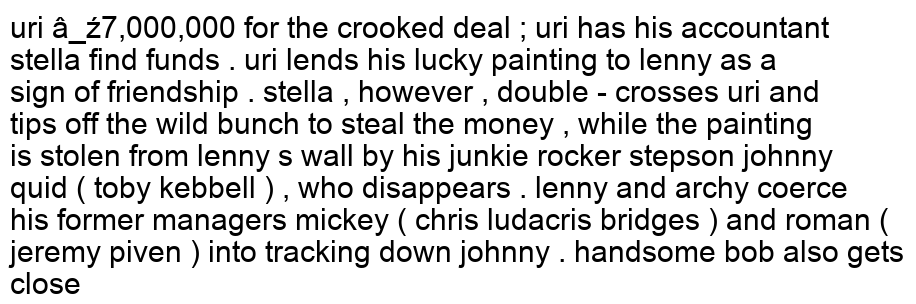 uri â_ź7,000,000 for the crooked deal ; uri has his accountant
stella find funds . uri lends his lucky painting to lenny as a
sign of friendship . stella , however , double - crosses uri and
tips off the wild bunch to steal the money , while the painting
is stolen from lenny s wall by his junkie rocker stepson johnny
quid ( toby kebbell ) , who disappears . lenny and archy coerce
his former managers mickey ( chris ludacris bridges ) and roman (
jeremy piven ) into tracking down johnny . handsome bob also gets
close